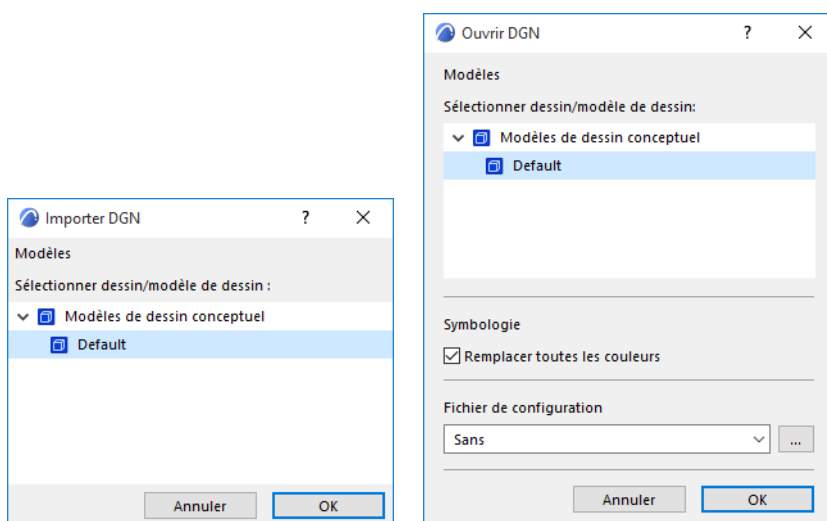 Importer DGN ?
Modèles
Sélectionner dessin/modèle de dessin :
Modèles de dessin conceptuel
Default
Annuler OK
Ouvrir DGN ?
Modèles
Sélectionner dessin/modèle de dessin:
Modèles de dessin conceptuel
Default
Symbologie
Remplacer toutes les couleurs
Fichier de configuration
Sans ...
Annuler OK